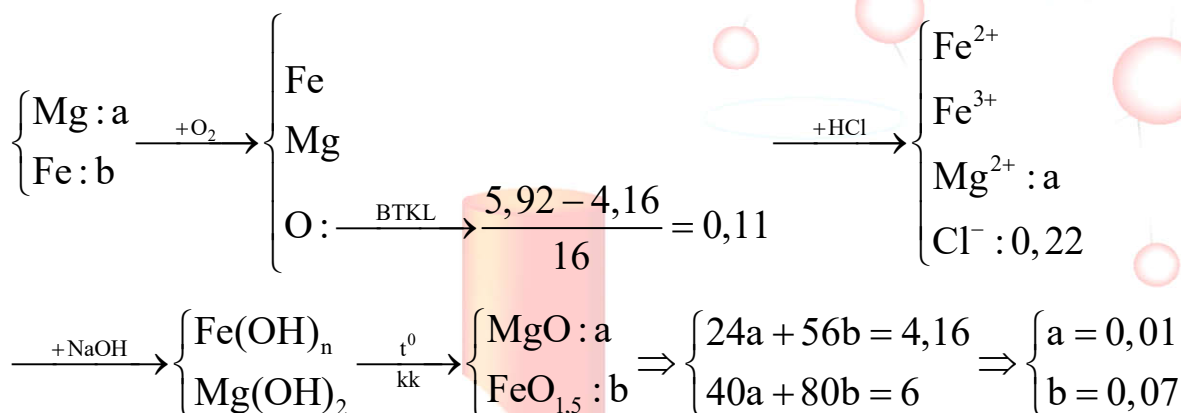 { Mg : a
Fe : b
+O₂ →
{ Fe
Mg
O : BTKL → (5,92 − 4,16)/16 = 0,11
+HCl →
{ Fe²⁺
Fe³⁺
Mg²⁺ : a
Cl⁻ : 0,22
+NaOH →
{ Fe(OH)ₙ
Mg(OH)₂
t⁰ → kk
{ MgO : a
FeO₁,₅ : b
⇒ { 24a + 56b = 4,16
40a + 80b = 6
⇒ { a = 0,01
b = 0,07